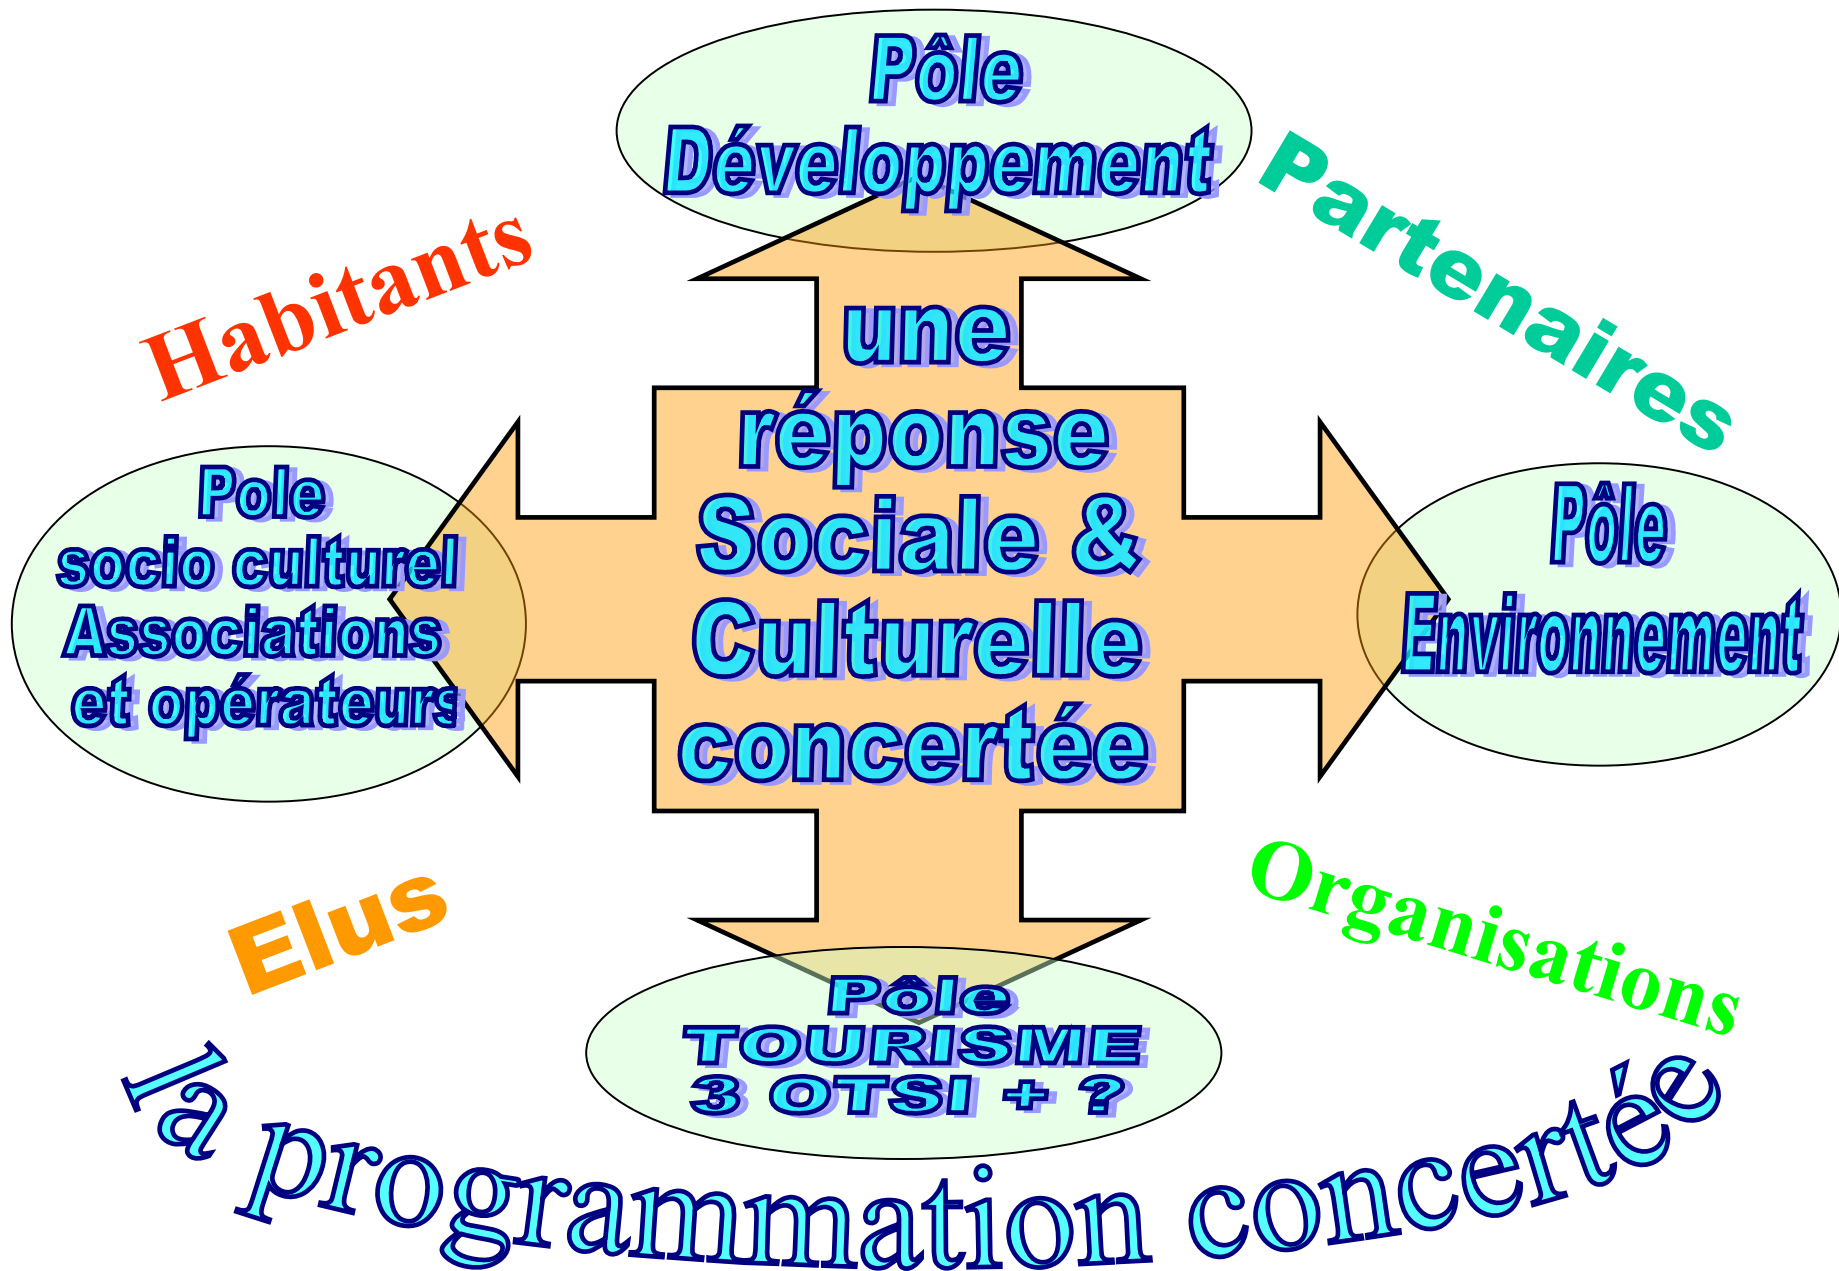 Pôle
Développement
Habitants
Partenaires
une
réponse
Sociale &
Culturelle
concertée
Pole
socio culturel
Associations
et opérateurs
Pôle
Environnement
Elus
Organisations
Pôle
TOURISME
3 OTSI + ?
la programmation concertée